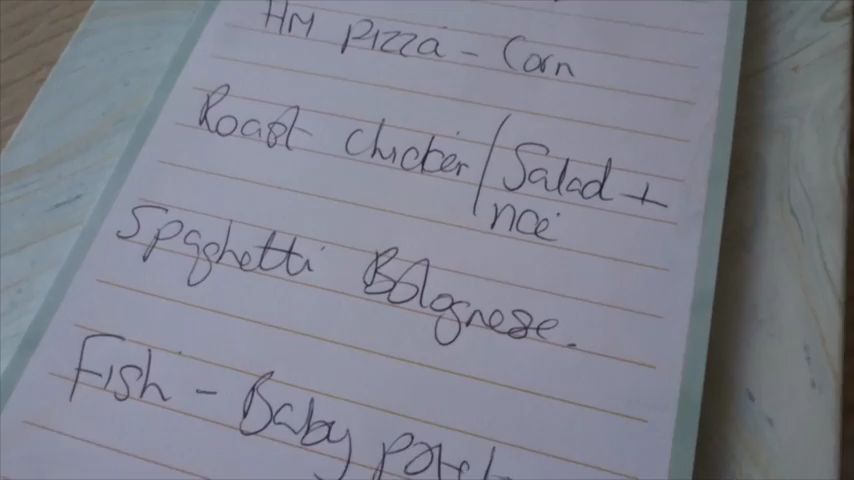 HM Pizza - Corn
Roast chicken / Salad +
rice
Spaghetti Bolognese.
Fish - Baby